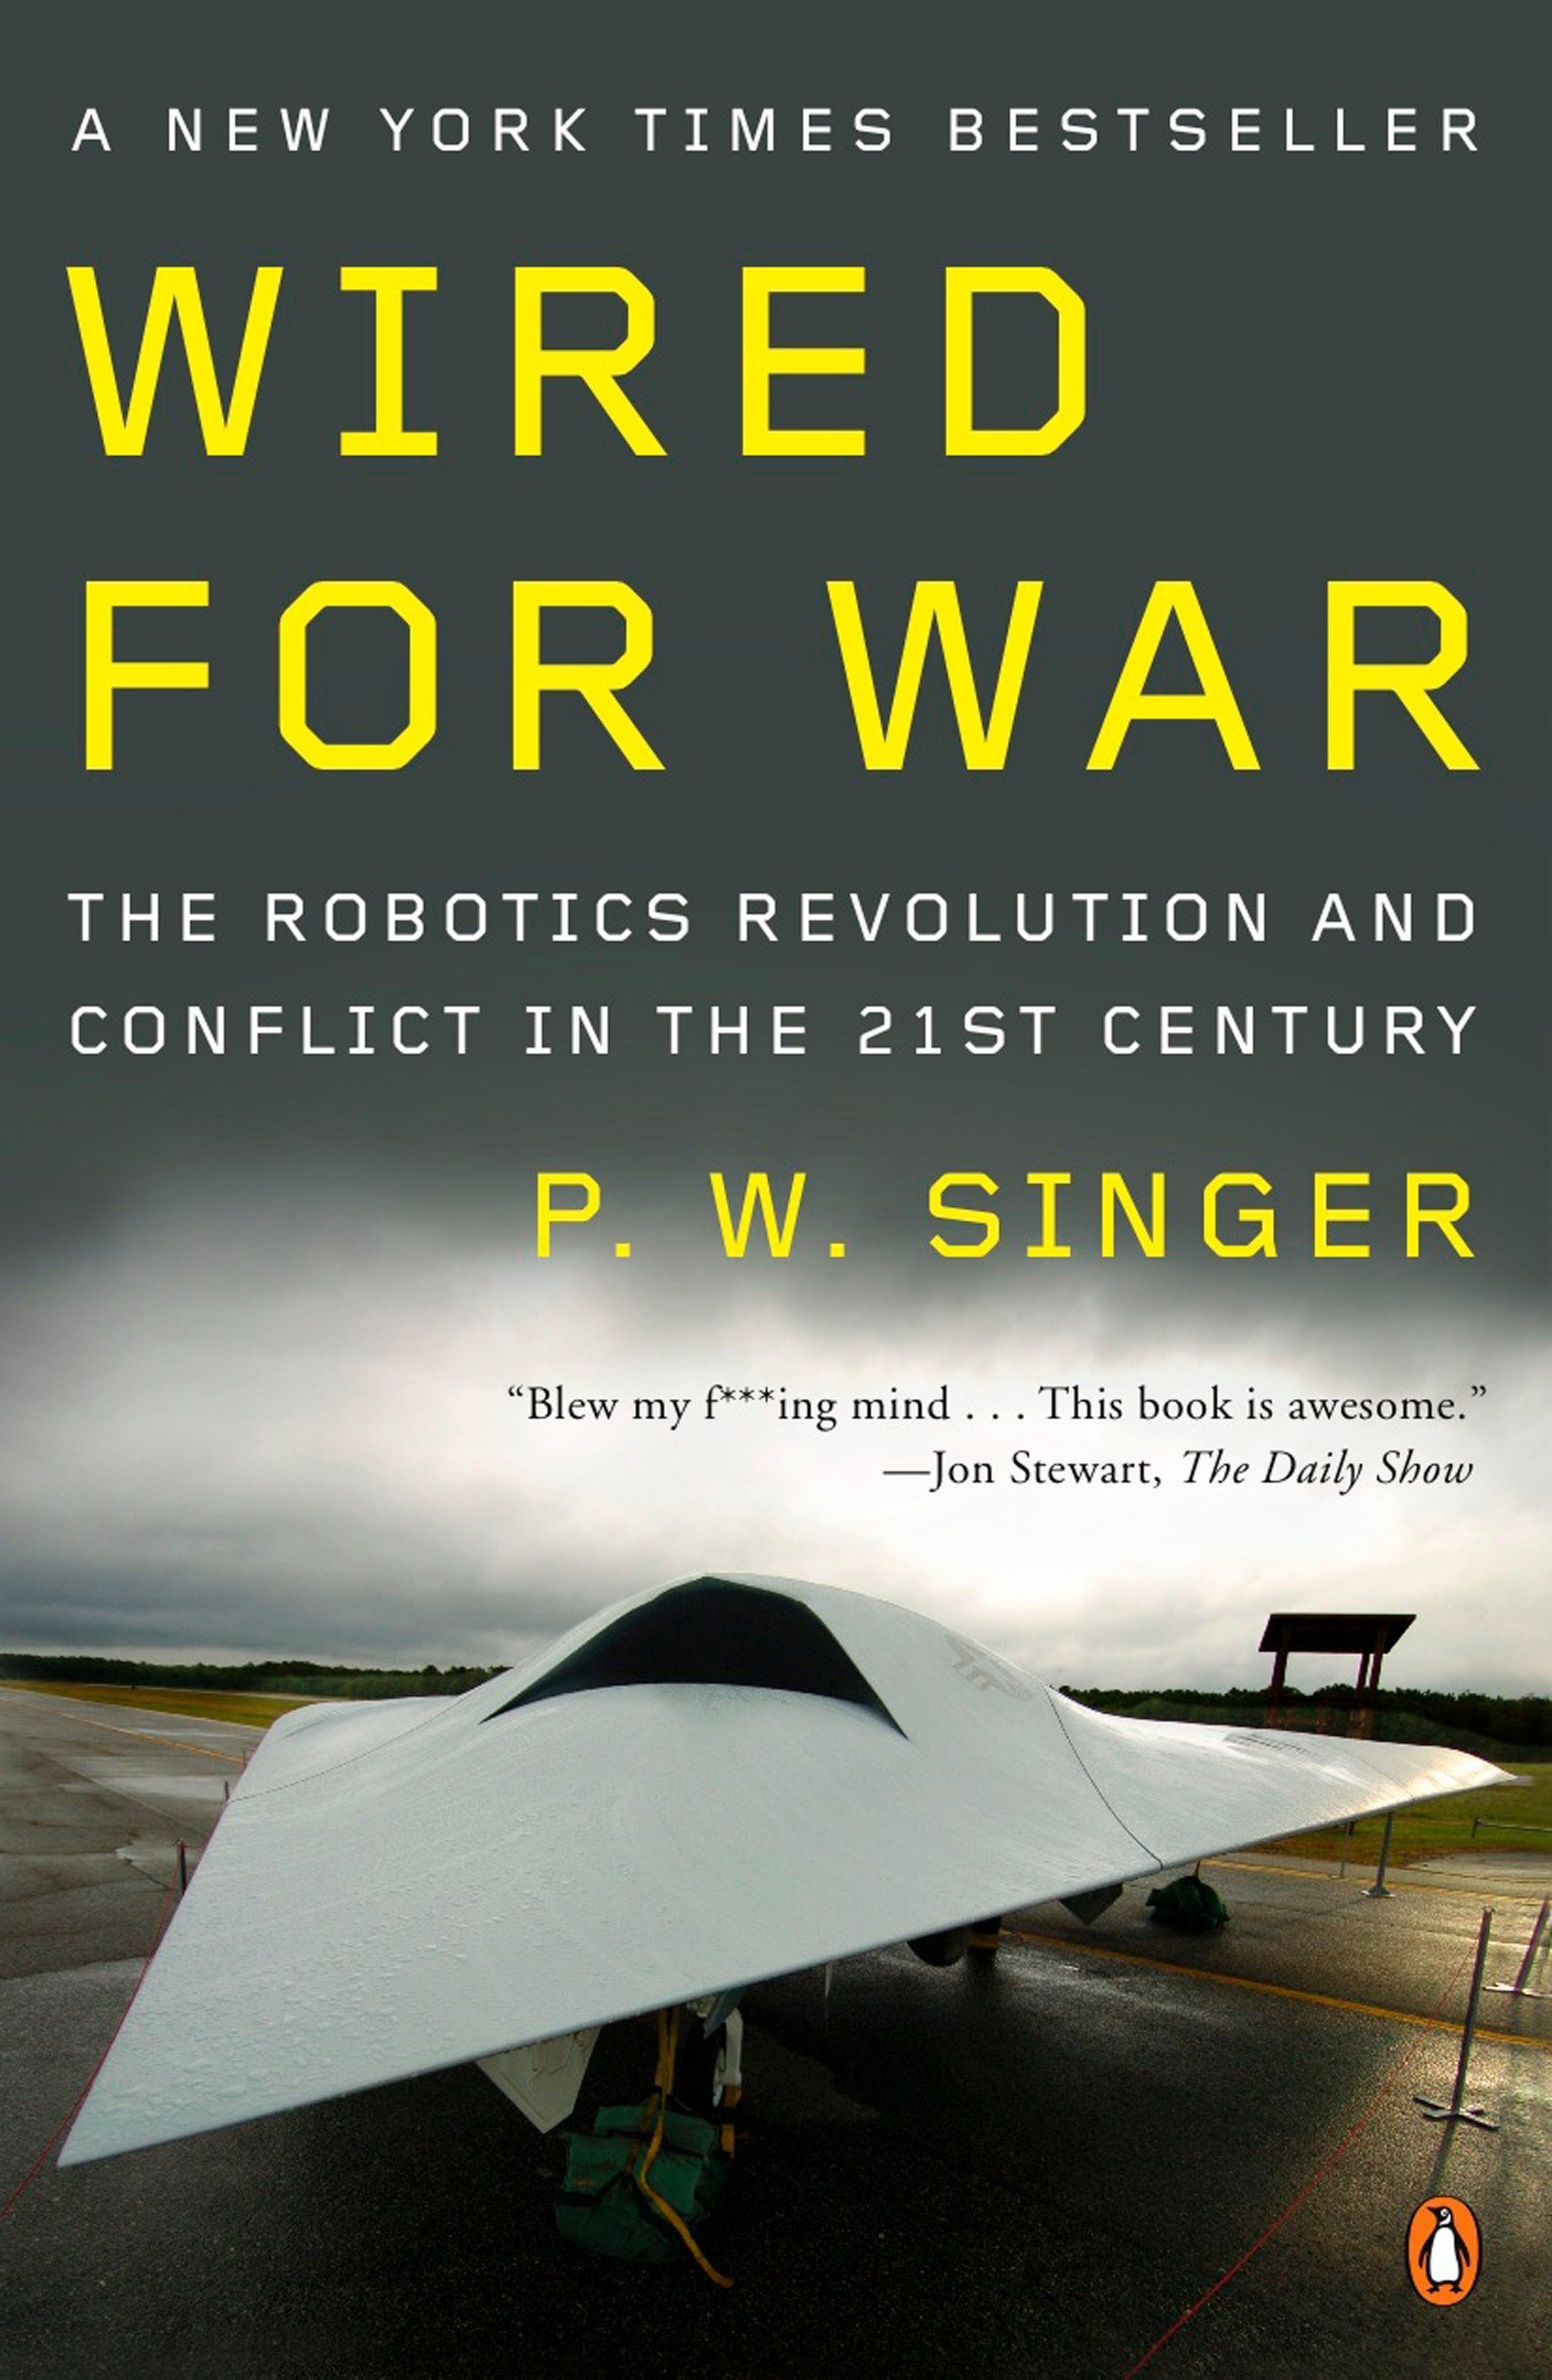 A NEW YORK TIMES BESTSELLER
WIRED
FOR WAR
THE ROBOTICS REVOLUTION AND
CONFLICT IN THE 21ST CENTURY
P. W. SINGER
“Blew my f***ing mind . . . This book is awesome.”
—Jon Stewart, The Daily Show